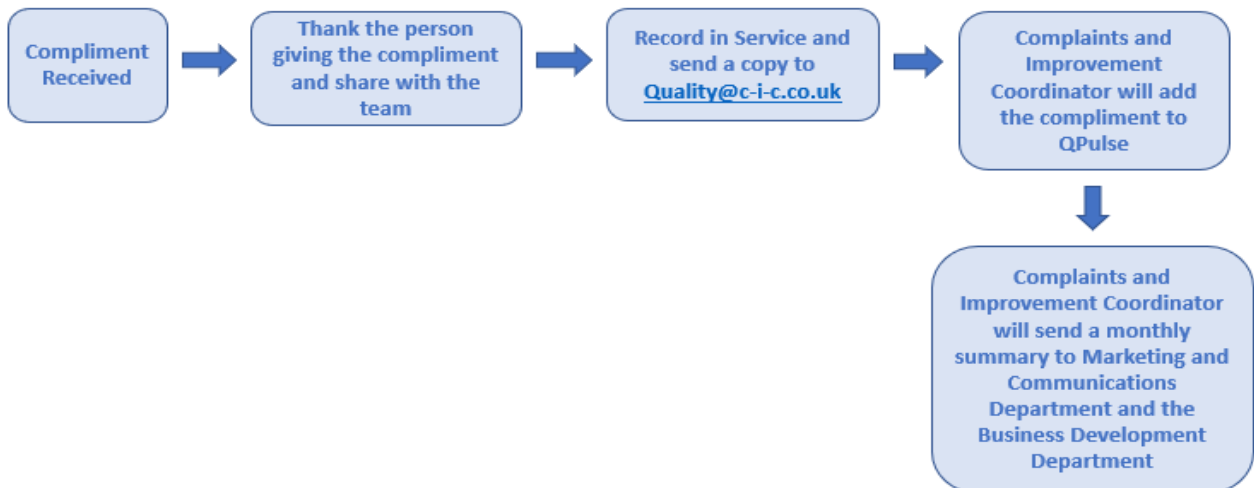 Compliment
Received
Thank the person
giving the compliment
and share with the
team
Record in Service and
send a copy to
Quality@c-i-c.co.uk
Complaints and
Improvement
Coordinator will add
the compliment to
QPulse
Complaints and
Improvement Coordinator
will send a monthly
summary to Marketing and
Communications
Department and the
Business Development
Department